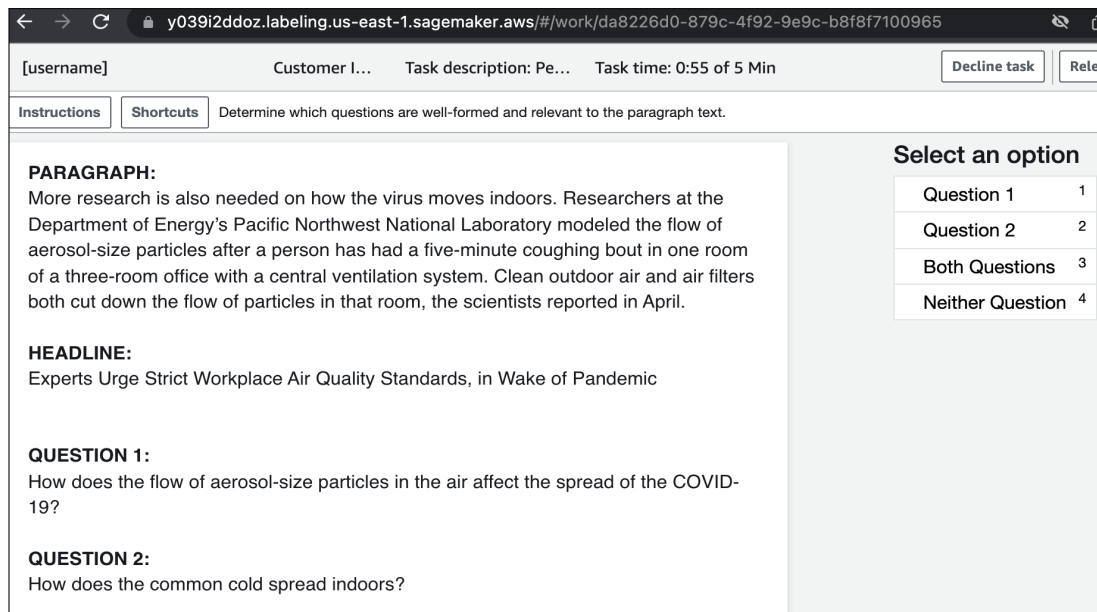 y039i2ddoz.labeling.us-east-1.sagemaker.aws/#/work/da8226d0-879c-4f92-9e9c-b8f8f7100965
[username] Customer I... Task description: Pe... Task time: 0:55 of 5 Min Decline task Rele
Instructions Shortcuts Determine which questions are well-formed and relevant to the paragraph text.
PARAGRAPH:
More research is also needed on how the virus moves indoors. Researchers at the
Department of Energy's Pacific Northwest National Laboratory modeled the flow of
aerosol-size particles after a person has had a five-minute coughing bout in one room
of a three-room office with a central ventilation system. Clean outdoor air and air filters
both cut down the flow of particles in that room, the scientists reported in April.
HEADLINE:
Experts Urge Strict Workplace Air Quality Standards, in Wake of Pandemic
QUESTION 1:
How does the flow of aerosol-size particles in the air affect the spread of the COVID-
19?
QUESTION 2:
How does the common cold spread indoors?
Select an option
Question 1 1
Question 2 2
Both Questions 3
Neither Question 4